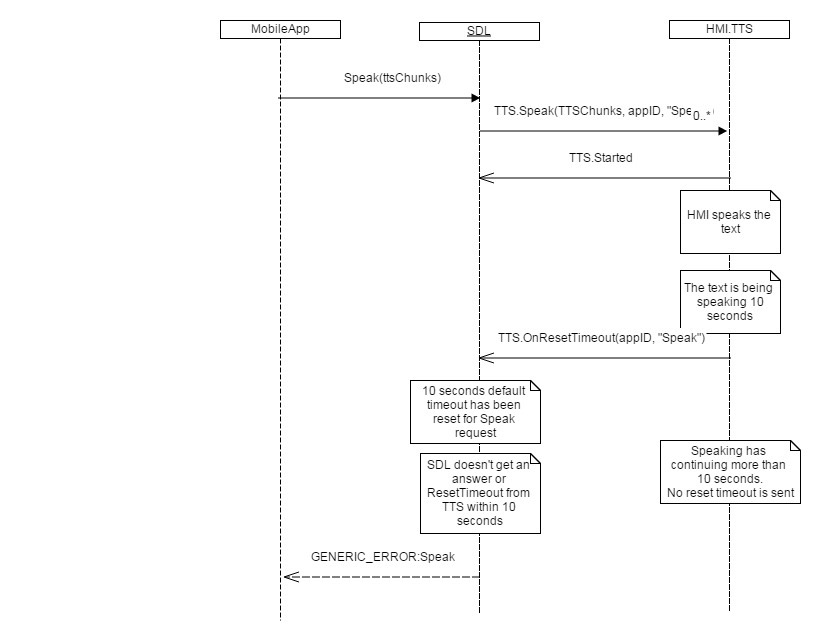 MobileApp
SDL
HMI.TTS
Speak(ttsChunks)
TTS.Speak(TTSChunks, appID, "Spe
0..*
TTS.Started
HMI speaks the
text
The text is being
speaking 10
seconds
TTS.OnResetTimeout(appID, "Speak")
10 seconds default
timeout has been
reset for Speak
request
Speaking has
continuing more than
10 seconds.
No reset timeout is sent
SDL doesn't get an
answer or
ResetTimeout from
TTS within 10
seconds
GENERIC_ERROR:Speak